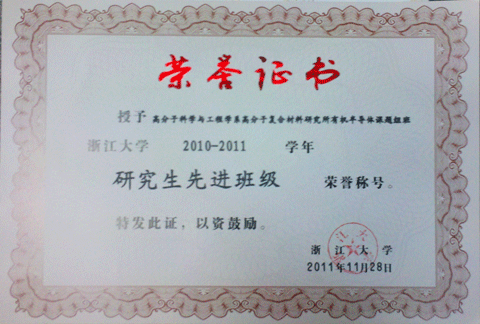 荣誉证书
授予 高分子科学与工程学系高分子复合材料研究所有机半导体课题组班
浙江大学 2010-2011 学年
研究生先进班级 荣誉称号。
特发此证，以资鼓励。
浙江大学
2011年11月28日